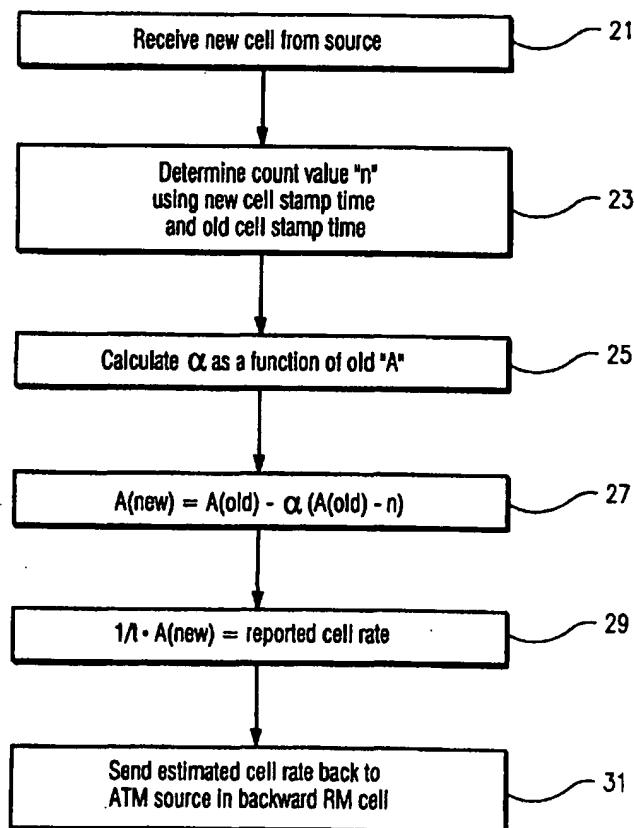 Receive new cell from source
21
Determine count value "n"
using new cell stamp time
and old cell stamp time
23
Calculate α as a function of old "A"
25
A(new) = A(old) - α (A(old) - n)
27
1/t • A(new) = reported cell rate
29
Send estimated cell rate back to
ATM source in backward RM cell
31